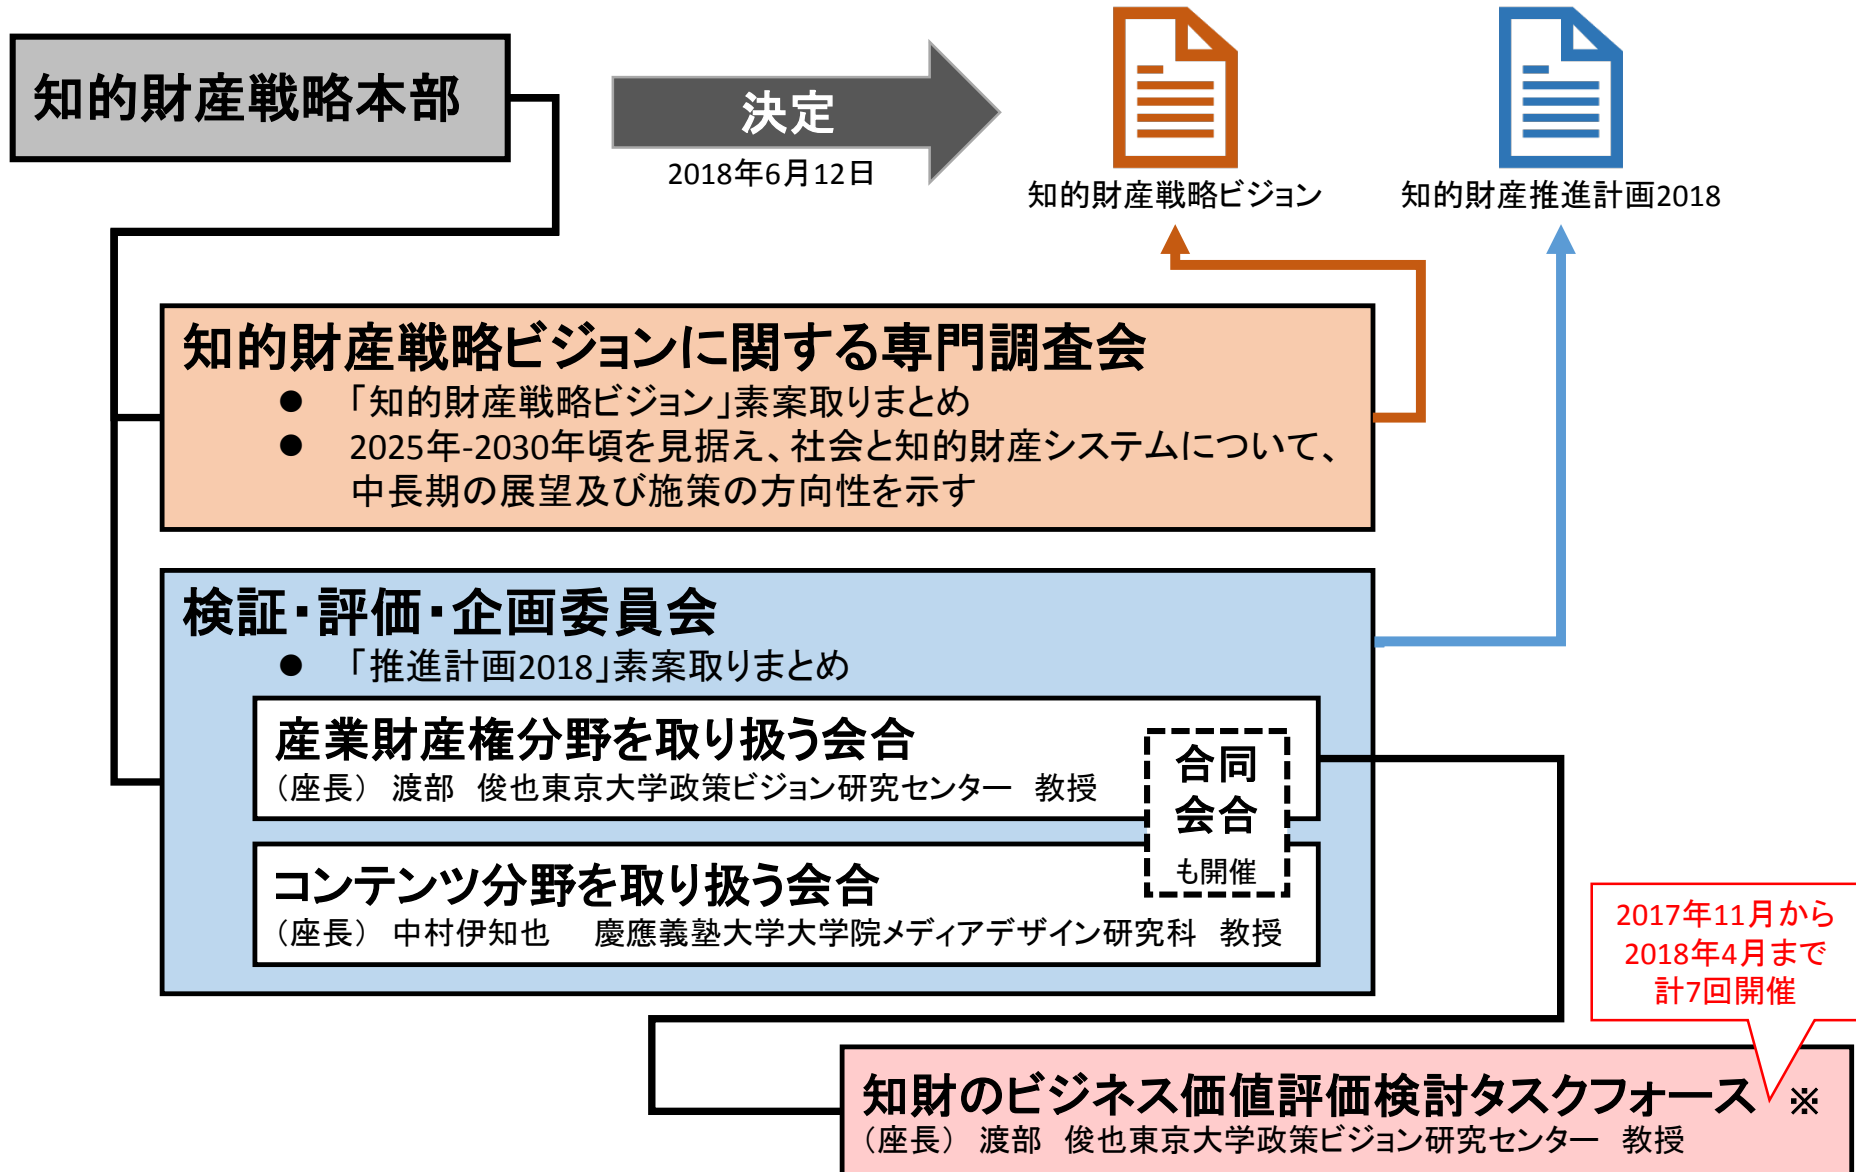 知的財産戦略本部
決定
2018年6月12日
知的財産戦略ビジョン
知的財産推進計画2018
知的財産戦略ビジョンに関する専門調査会
● 「知的財産戦略ビジョン」素案取りまとめ
● 2025年-2030年頃を見据え、社会と知的財産システムについて、
中長期の展望及び施策の方向性を示す
検証・評価・企画委員会
● 「推進計画2018」素案取りまとめ
産業財産権分野を取り扱う会合
（座長） 渡部 俊也東京大学政策ビジョン研究センター 教授
合同
会合
も開催
コンテンツ分野を取り扱う会合
（座長） 中村伊知也 慶應義塾大学大学院メディアデザイン研究科 教授
2017年11月から
2018年4月まで
計7回開催
知財のビジネス価値評価検討タスクフォース ※
（座長） 渡部 俊也東京大学政策ビジョン研究センター 教授